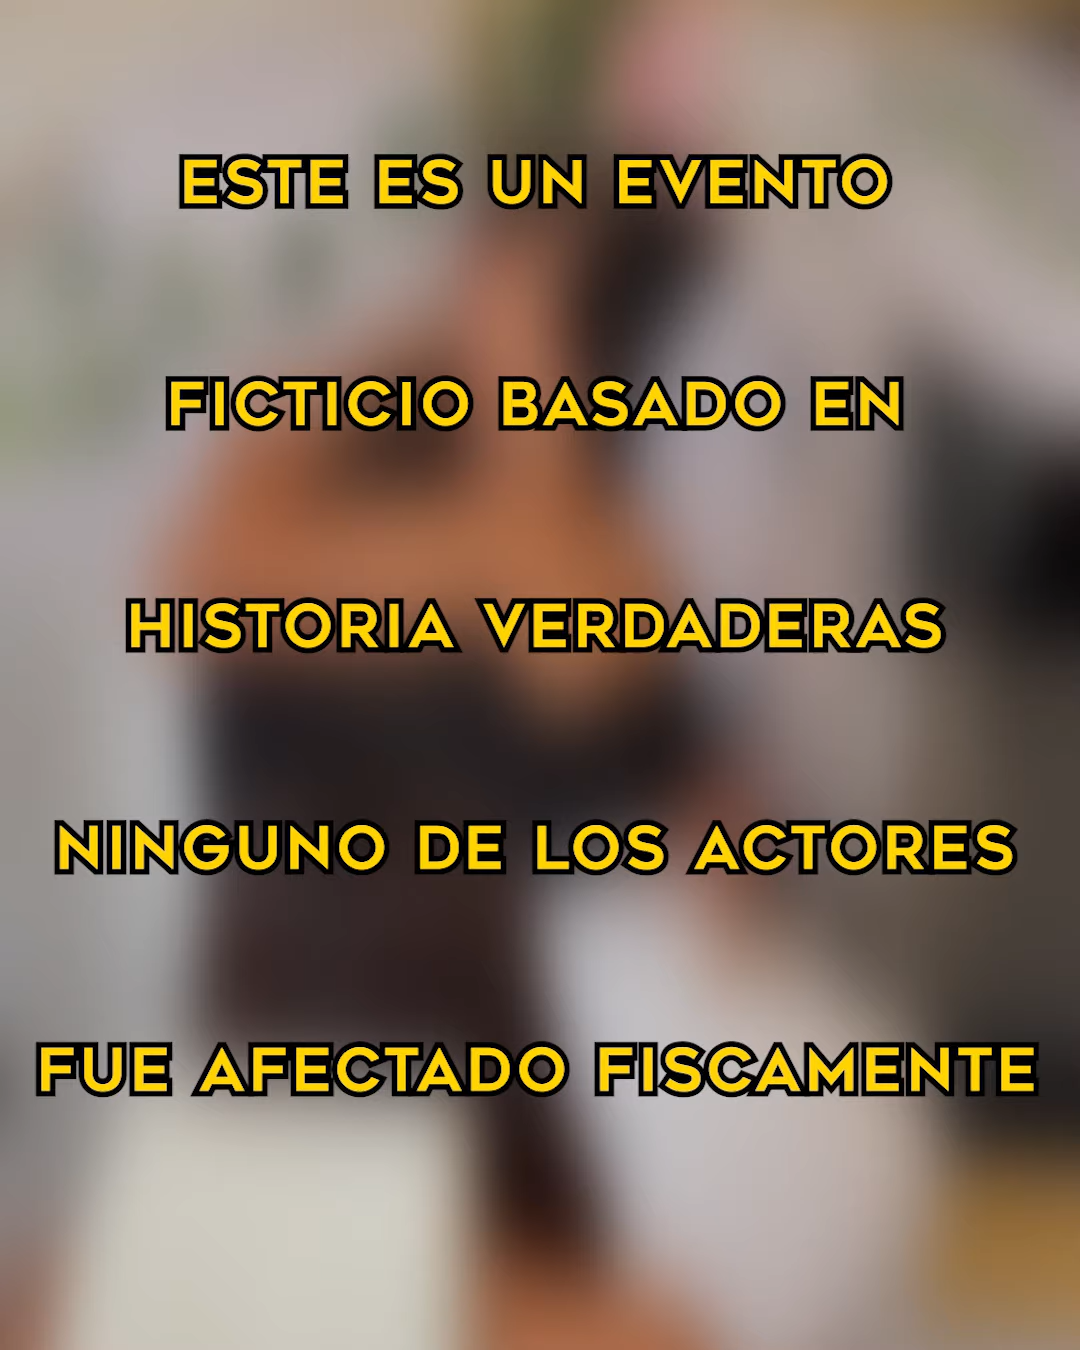 ESTE ES UN EVENTO
FICTICIO BASADO EN
HISTORIA VERDADERAS
NINGUNO DE LOS ACTORES
FUE AFECTADO FISCAMENTE